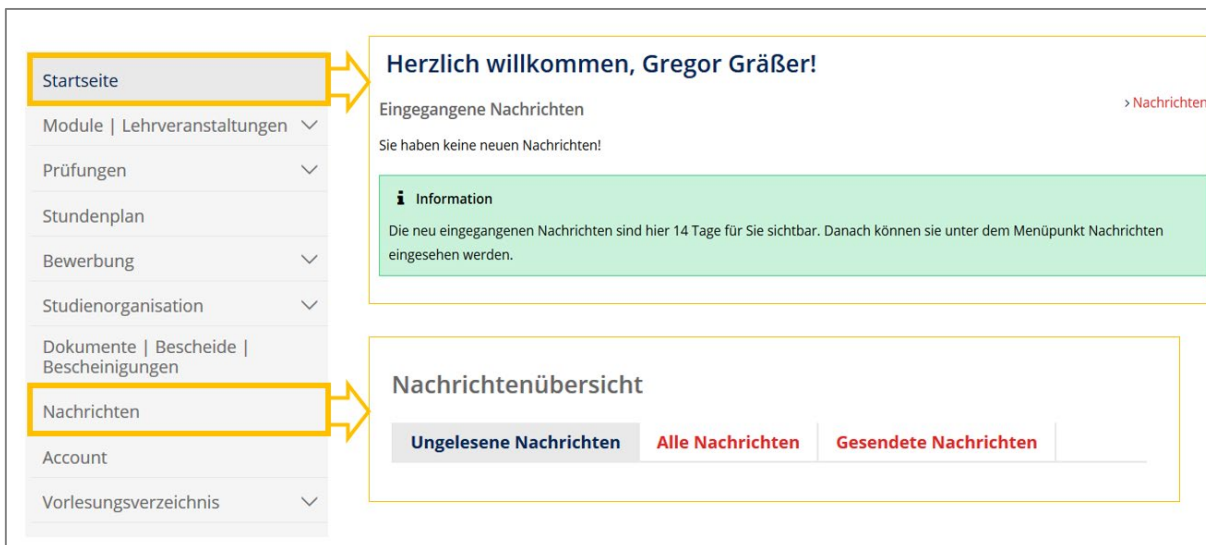 Startseite
Module | Lehrveranstaltungen
Prüfungen
Stundenplan
Bewerbung
Studienorganisation
Dokumente | Bescheide |
Bescheinigungen
Nachrichten
Account
Vorlesungsverzeichnis
Herzlich willkommen, Gregor Gräßer!
Eingegangene Nachrichten
› Nachrichten
Sie haben keine neuen Nachrichten!
i Information
Die neu eingegangenen Nachrichten sind hier 14 Tage für Sie sichtbar. Danach können sie unter dem Menüpunkt Nachrichten
eingesehen werden.
Nachrichtenübersicht
Ungelesene Nachrichten Alle Nachrichten Gesendete Nachrichten